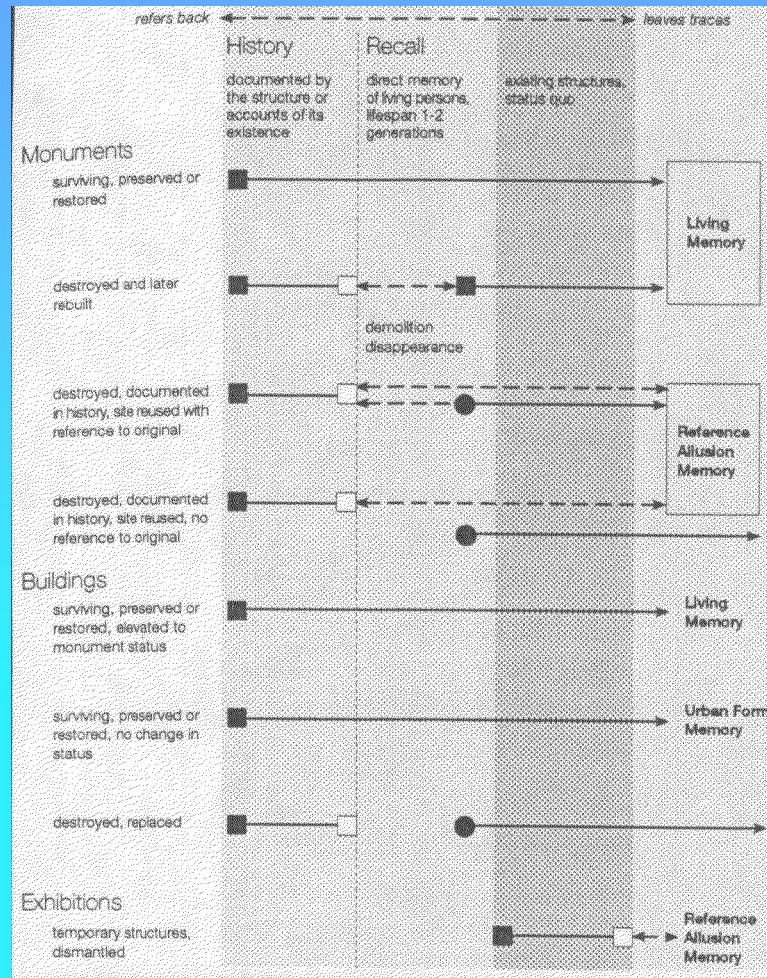 refers back
leaves traces
History
Recall
documented by
the structure or
accounts of its
existence
direct memory
of living persons,
lifespan 1-2
generations
existing structures,
status quo
Monuments
surviving, preserved or
restored
Living
Memory
destroyed and later
rebuilt
demolition
disappearance
destroyed, documented
in history, site reused with
reference to original
Reference
Allusion
Memory
destroyed, documented
in history, site reused, no
reference to original
Buildings
surviving, preserved or
restored, elevated to
monument status
Living
Memory
surviving, preserved or
restored, no change in
status
Urban Form
Memory
destroyed, replaced
Exhibitions
temporary structures,
dismantled
Reference
Allusion
Memory